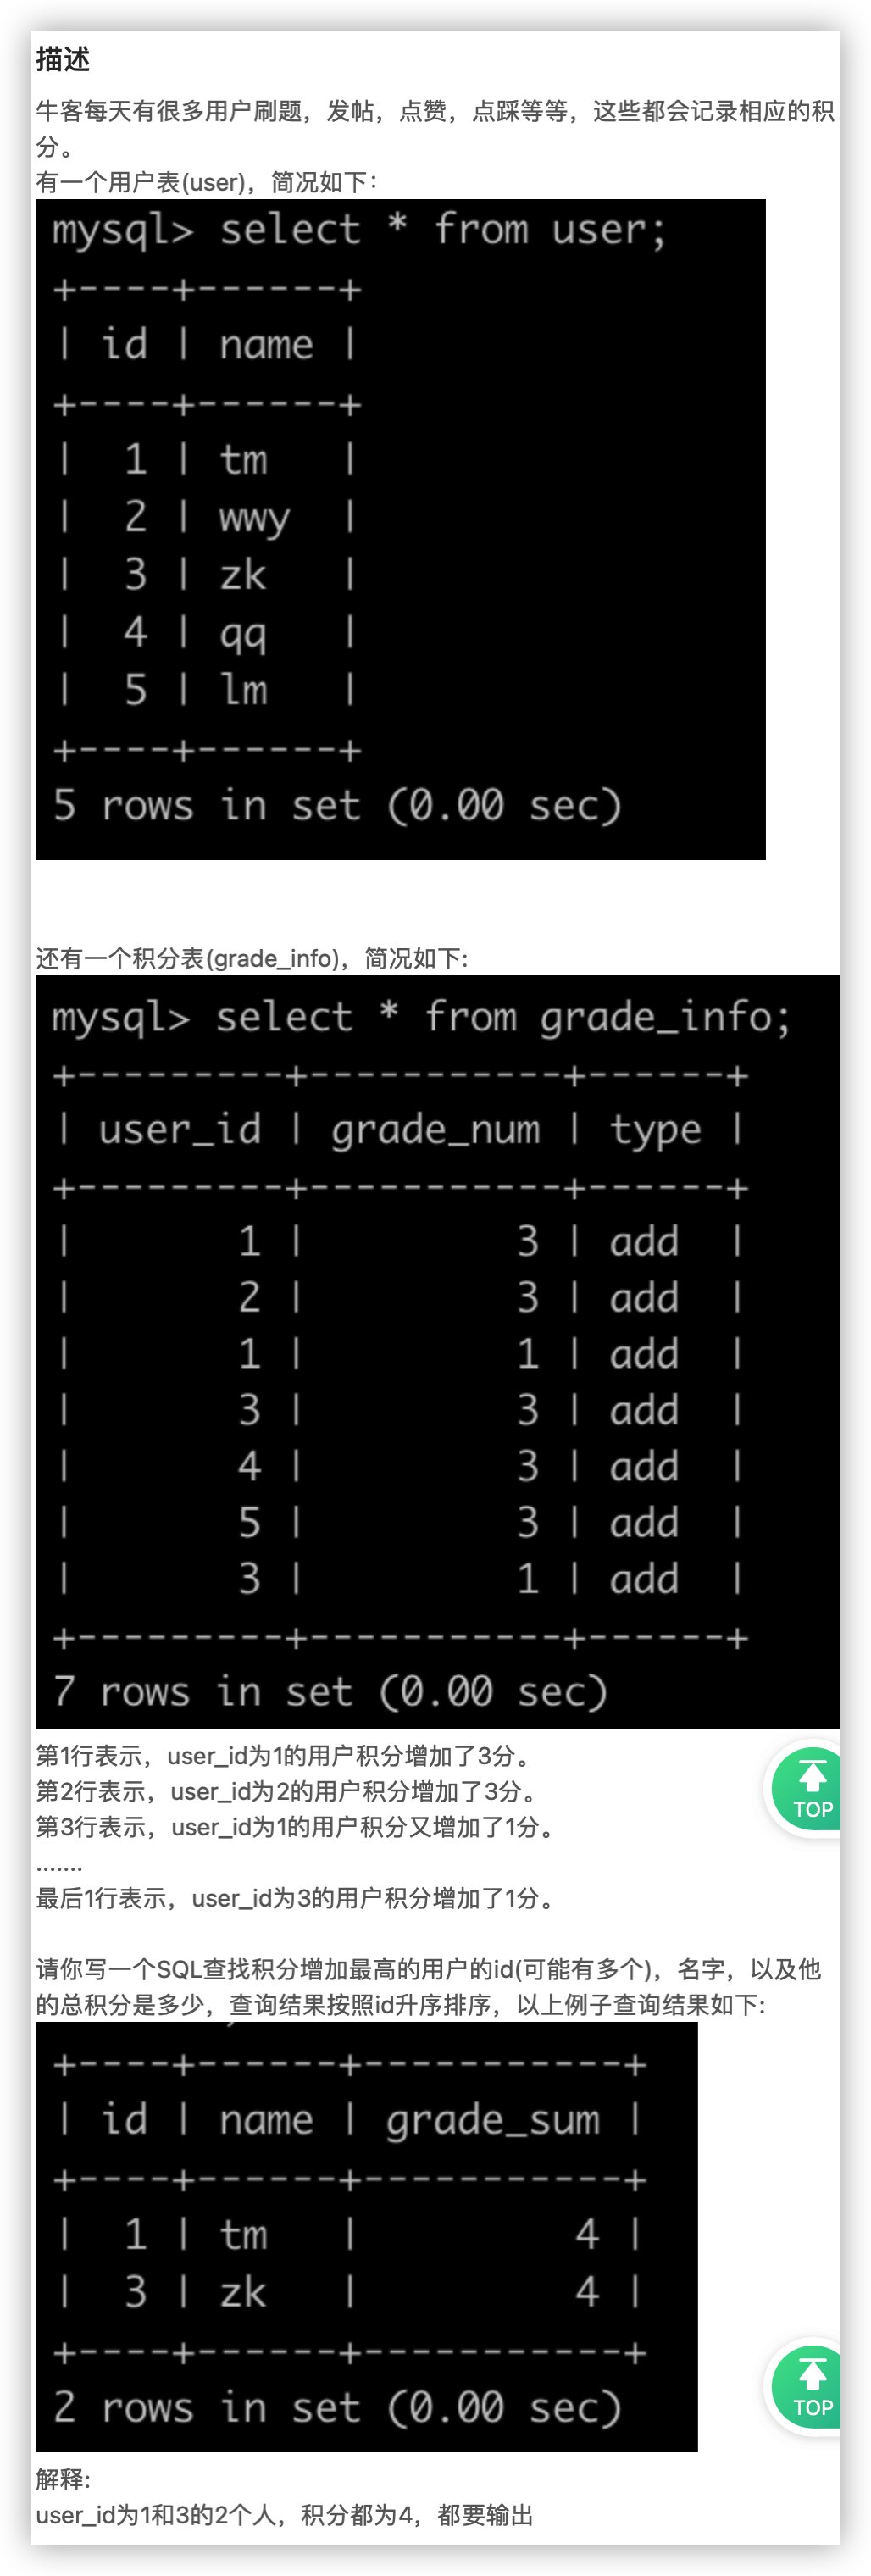 描述
牛客每天有很多用户刷题，发帖，点赞，点踩等等，这些都会记录相应的积
分。
有一个用户表(user)，简况如下：
mysql> select * from user;
+----+------+
| id | name |
+----+------+
|  1 | tm   |
|  2 | wwy  |
|  3 | zk   |
|  4 | qq   |
|  5 | lm   |
+----+------+
5 rows in set (0.00 sec)
还有一个积分表(grade_info)，简况如下:
mysql> select * from grade_info;
+---------+-----------+------+
| user_id | grade_num | type |
+---------+-----------+------+
|       1 |         3 | add  |
|       2 |         3 | add  |
|       1 |         1 | add  |
|       3 |         3 | add  |
|       4 |         3 | add  |
|       5 |         3 | add  |
|       3 |         1 | add  |
+---------+-----------+------+
7 rows in set (0.00 sec)
第1行表示，user_id为1的用户积分增加了3分。
第2行表示，user_id为2的用户积分增加了3分。
TOP
第3行表示，user_id为1的用户积分又增加了1分。
.......
最后1行表示，user_id为3的用户积分增加了1分。
请你写一个SQL查找积分增加最高的用户的id(可能有多个)，名字，以及他
的总积分是多少，查询结果按照id升序排序，以上例子查询结果如下:
+----+------+-----------+
| id | name | grade_sum |
+----+------+-----------+
|  1 | tm   |         4 |
|  3 | zk   |         4 |
+----+------+-----------+
2 rows in set (0.00 sec)
TOP
解释:
user_id为1和3的2个人，积分都为4，都要输出